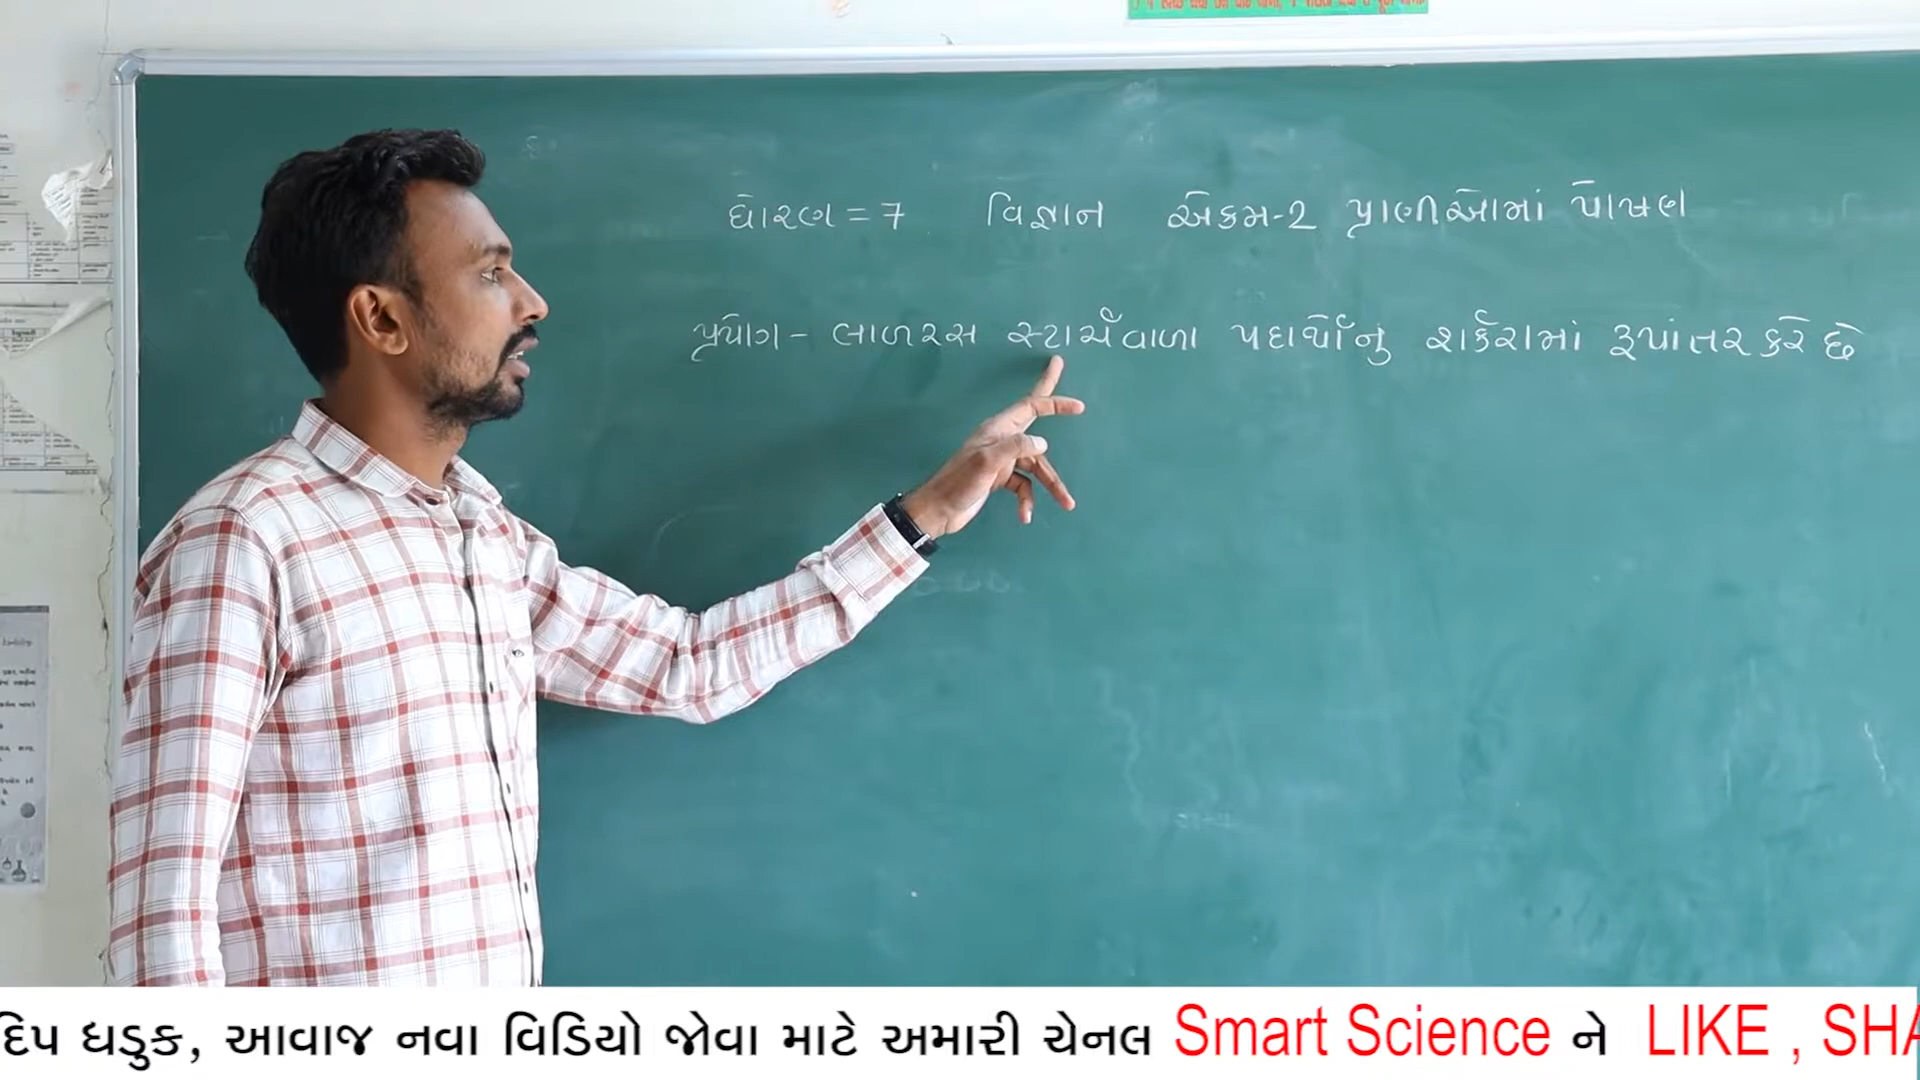 ધોરણ = 7 વિજ્ઞાન એકમ-2 પ્રાણીઓમાં પોષણ
પ્રયોગ - લાળરસ સ્ટાર્ચવાળા પદાર્થોનુ શર્કરામાં રૂપાંતર કરે છે
દિપ ધડુક, આવાજ નવા વિડિયો જોવા માટે અમારી ચેનલ Smart Science ને LIKE , SHA